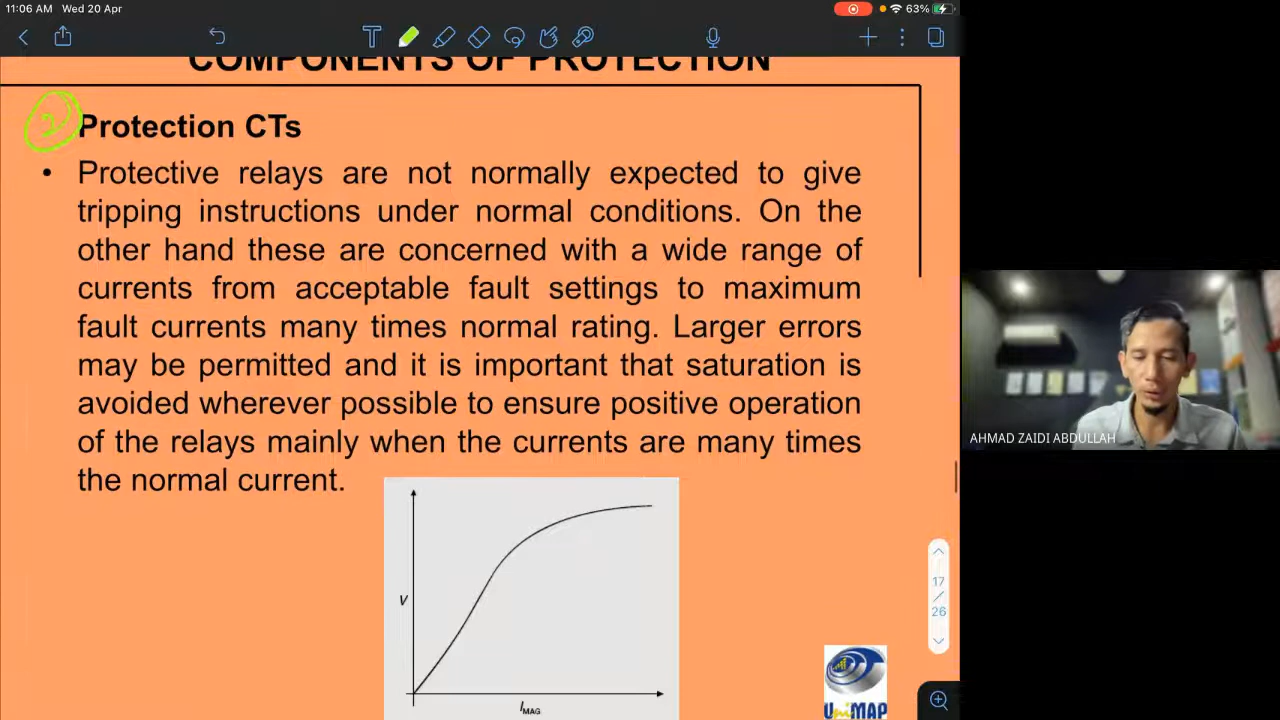 11:06 AM Wed 20 Apr
63%
COMPONENTS OF PROTECTION
2
Protection CTs
• Protective relays are not normally expected to give
tripping instructions under normal conditions. On the
other hand these are concerned with a wide range of
currents from acceptable fault settings to maximum
fault currents many times normal rating. Larger errors
may be permitted and it is important that saturation is
avoided wherever possible to ensure positive operation
of the relays mainly when the currents are many times
the normal current.
V
IMAG
17
/
26
UniMAP
AHMAD ZAIDI ABDULLAH